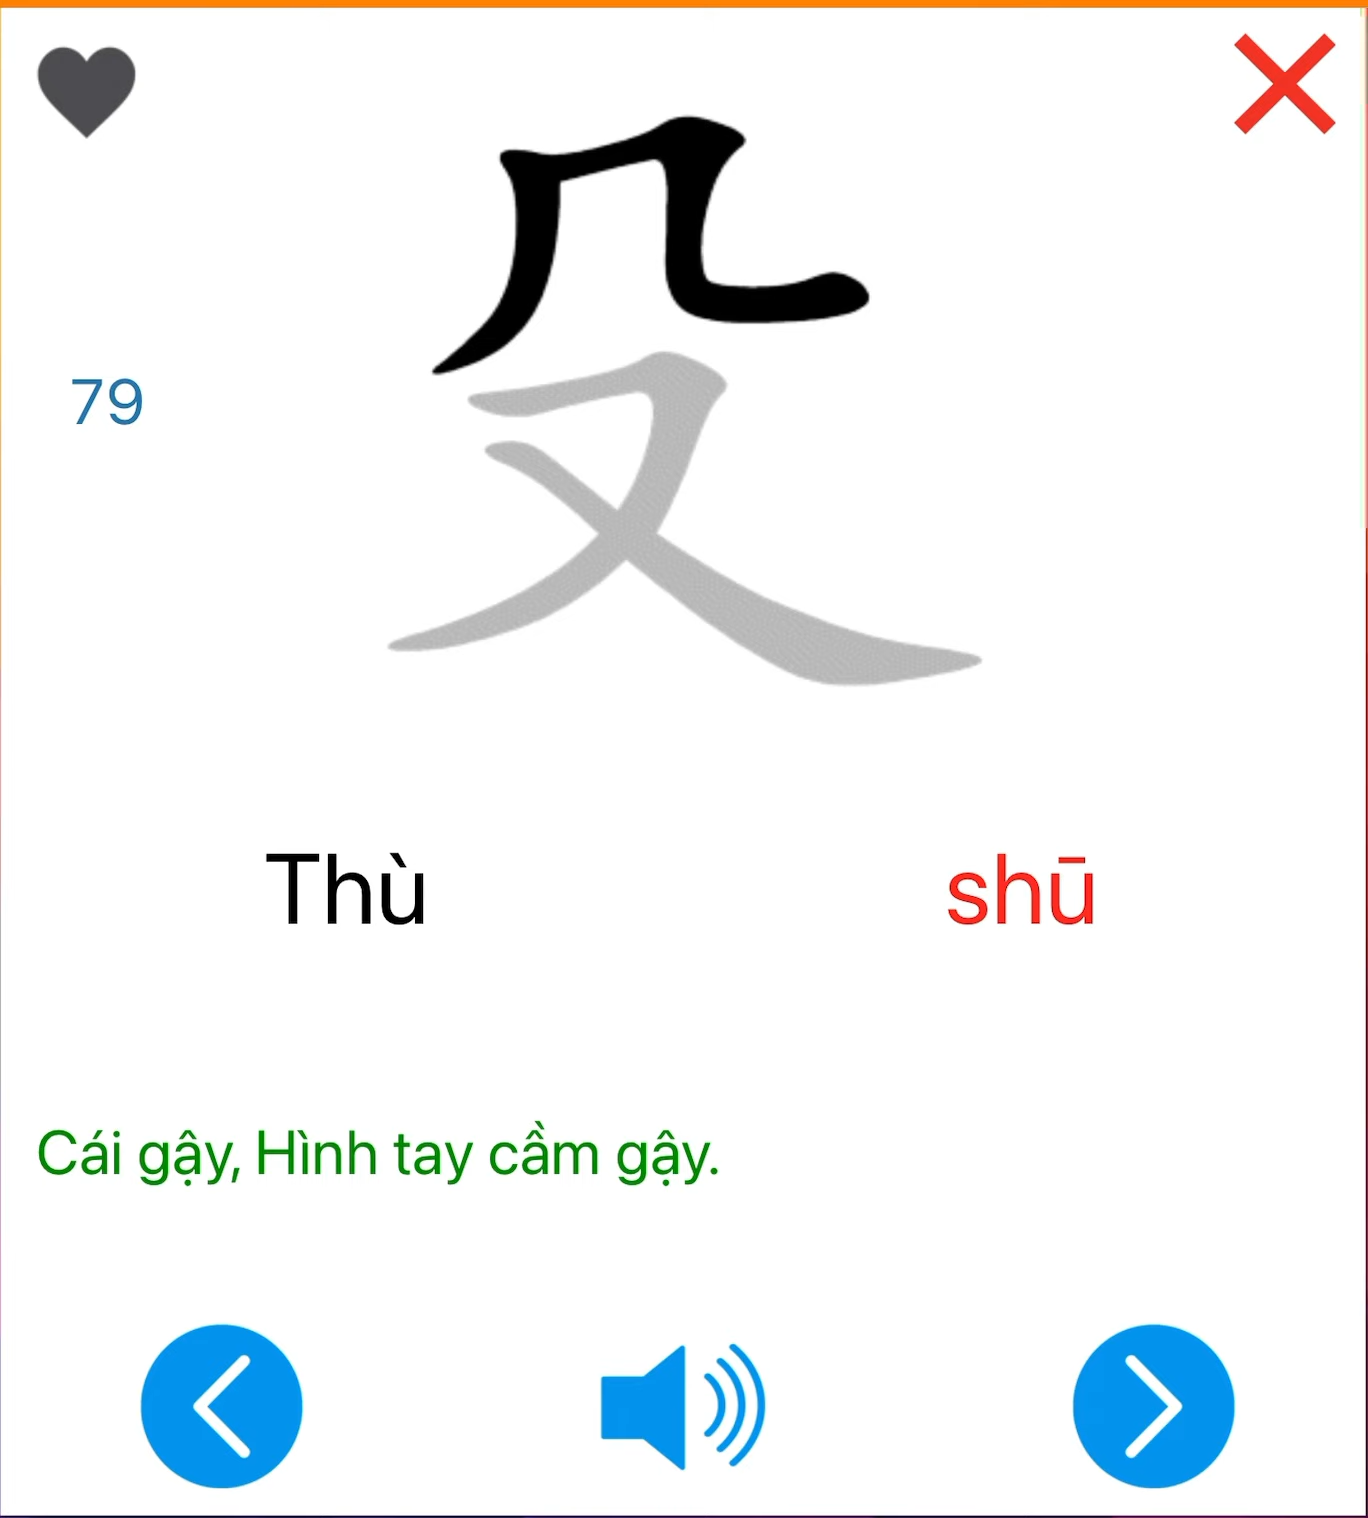 殳
79
Thù shū
Cái gậy, Hình tay cầm gậy.